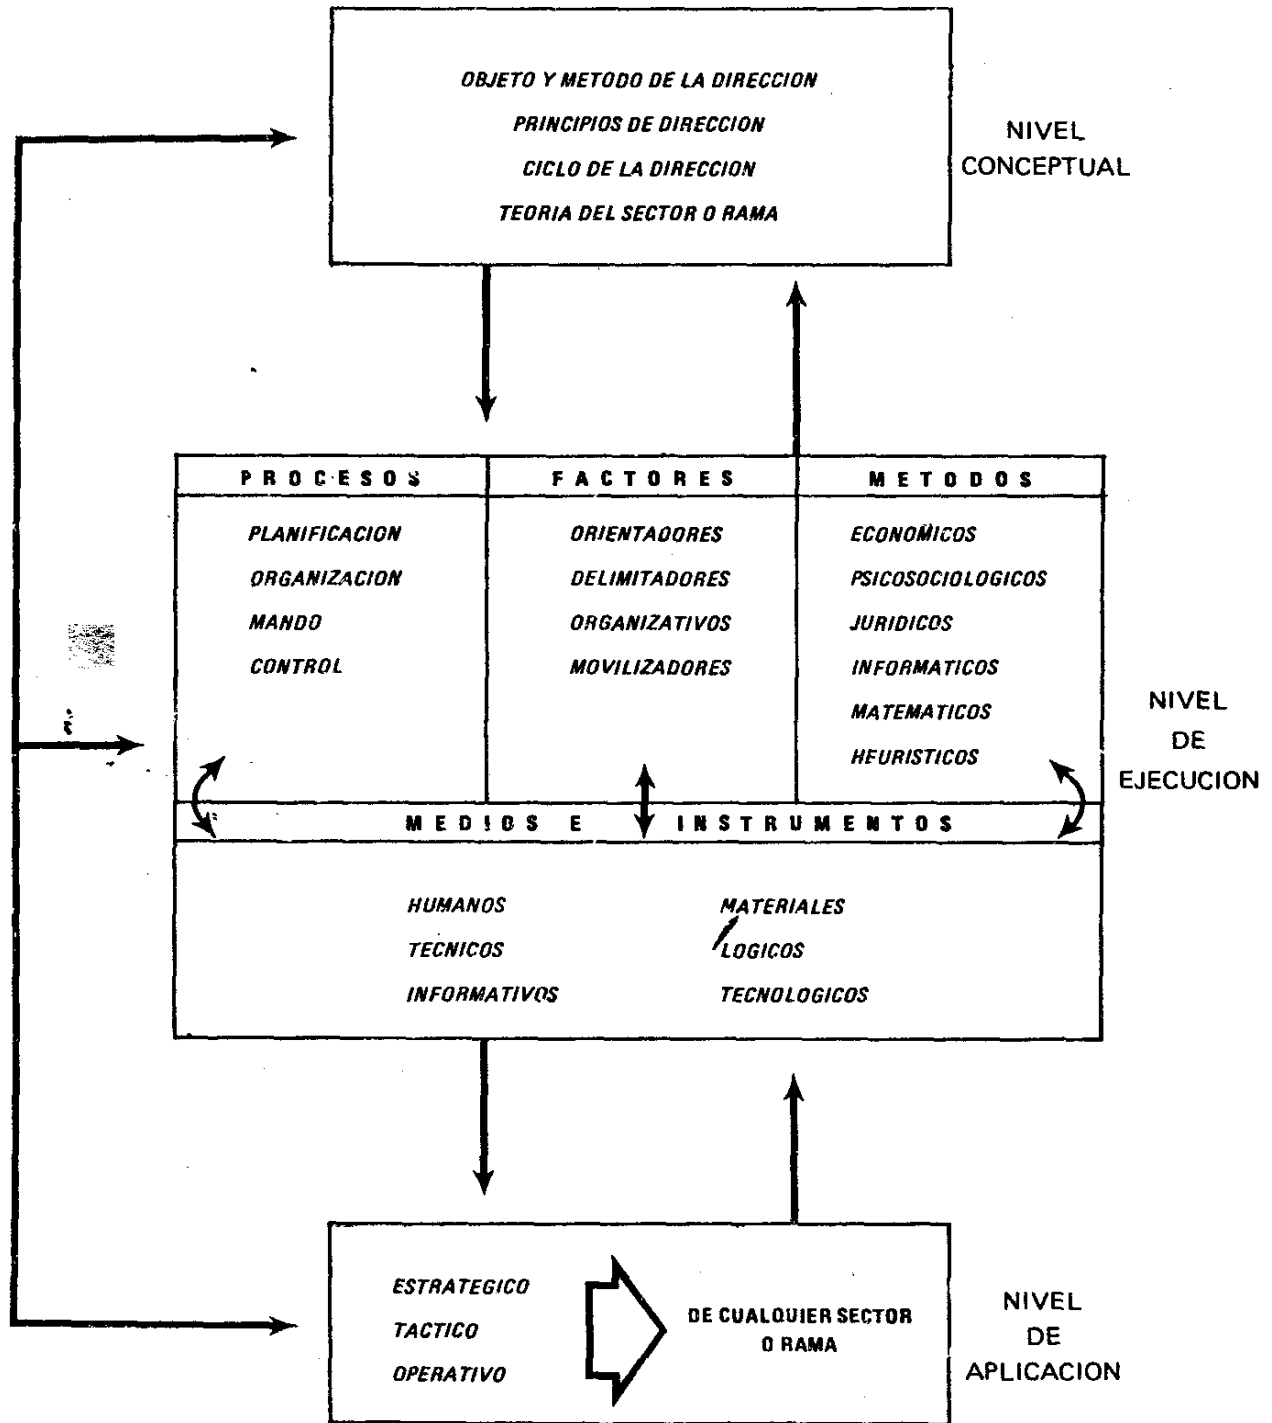 OBJETO Y METODO DE LA DIRECCION
PRINCIPIOS DE DIRECCION
CICLO DE LA DIRECCION
TEORIA DEL SECTOR O RAMA
NIVEL
CONCEPTUAL
PROCESOS
FACTORES
METODOS
PLANIFICACION
ORGANIZACION
MANDO
CONTROL
ORIENTADORES
DELIMITADORES
ORGANIZATIVOS
MOVILIZADORES
ECONOMICOS
PSICOSOCIOLOGICOS
JURIDICOS
INFORMATICOS
MATEMATICOS
HEURISTICOS
NIVEL
DE
EJECUCION
MEDIOS E INSTRUMENTOS
HUMANOS
TECNICOS
INFORMATIVOS
MATERIALES
LOGICOS
TECNOLOGICOS
ESTRATEGICO
TACTICO
OPERATIVO
DE CUALQUIER SECTOR
O RAMA
NIVEL
DE
APLICACION